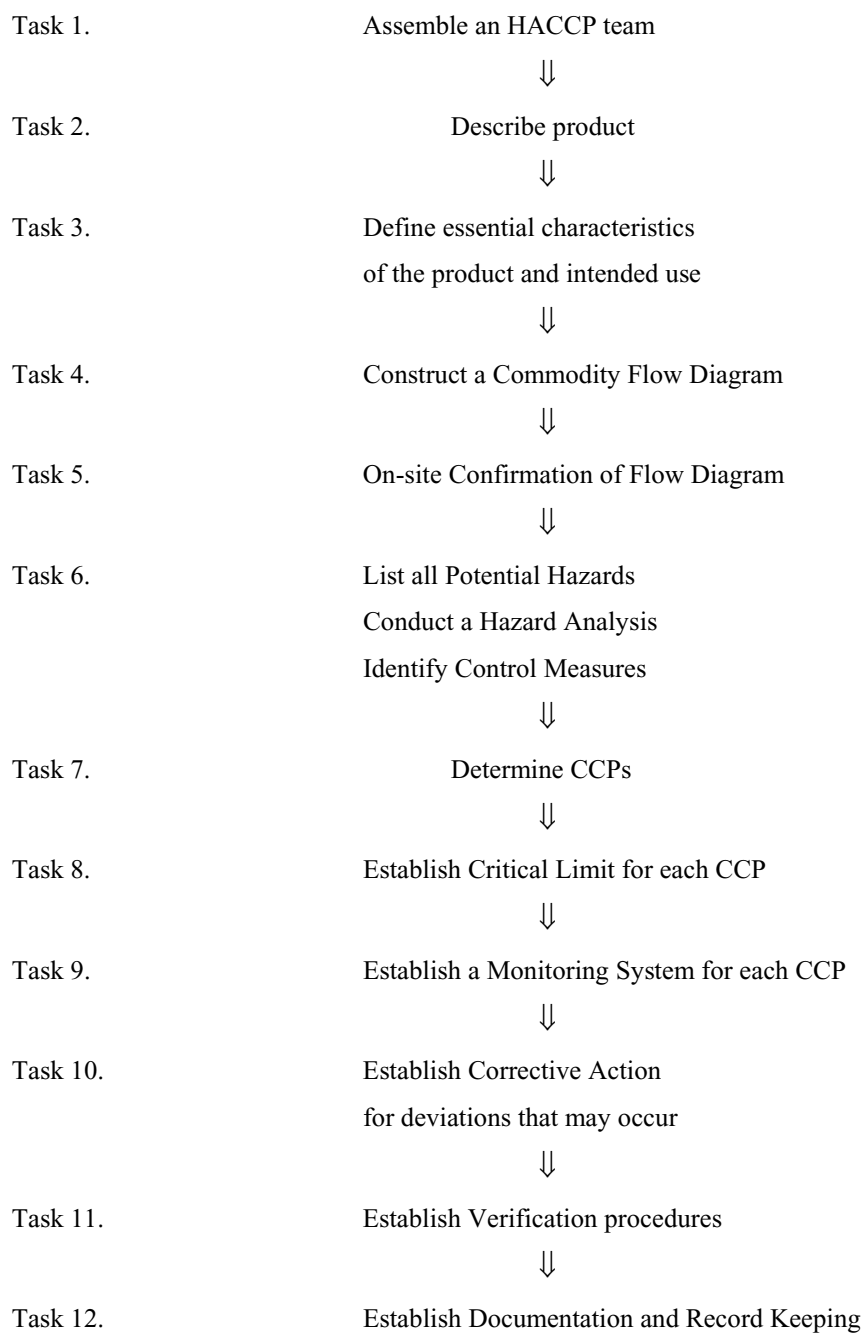 Task 1. Assemble an HACCP team
⇓
Task 2. Describe product
⇓
Task 3. Define essential characteristics
of the product and intended use
⇓
Task 4. Construct a Commodity Flow Diagram
⇓
Task 5. On-site Confirmation of Flow Diagram
⇓
Task 6. List all Potential Hazards
Conduct a Hazard Analysis
Identify Control Measures
⇓
Task 7. Determine CCPs
⇓
Task 8. Establish Critical Limit for each CCP
⇓
Task 9. Establish a Monitoring System for each CCP
⇓
Task 10. Establish Corrective Action
for deviations that may occur
⇓
Task 11. Establish Verification procedures
⇓
Task 12. Establish Documentation and Record Keeping